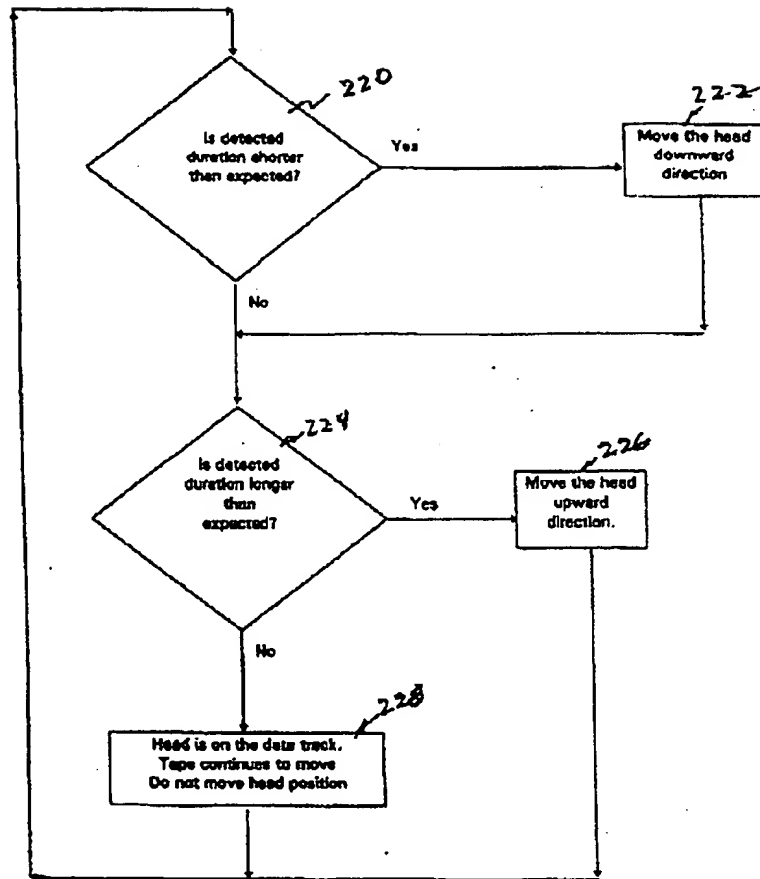 220
Is detected
duration shorter
than expected?
Yes
222
Move the head
downward
direction
No
224
Is detected
duration longer
than
expected?
Yes
226
Move the head
upward
direction.
No
228
Head is on the data track.
Tape continues to move
Do not move head position